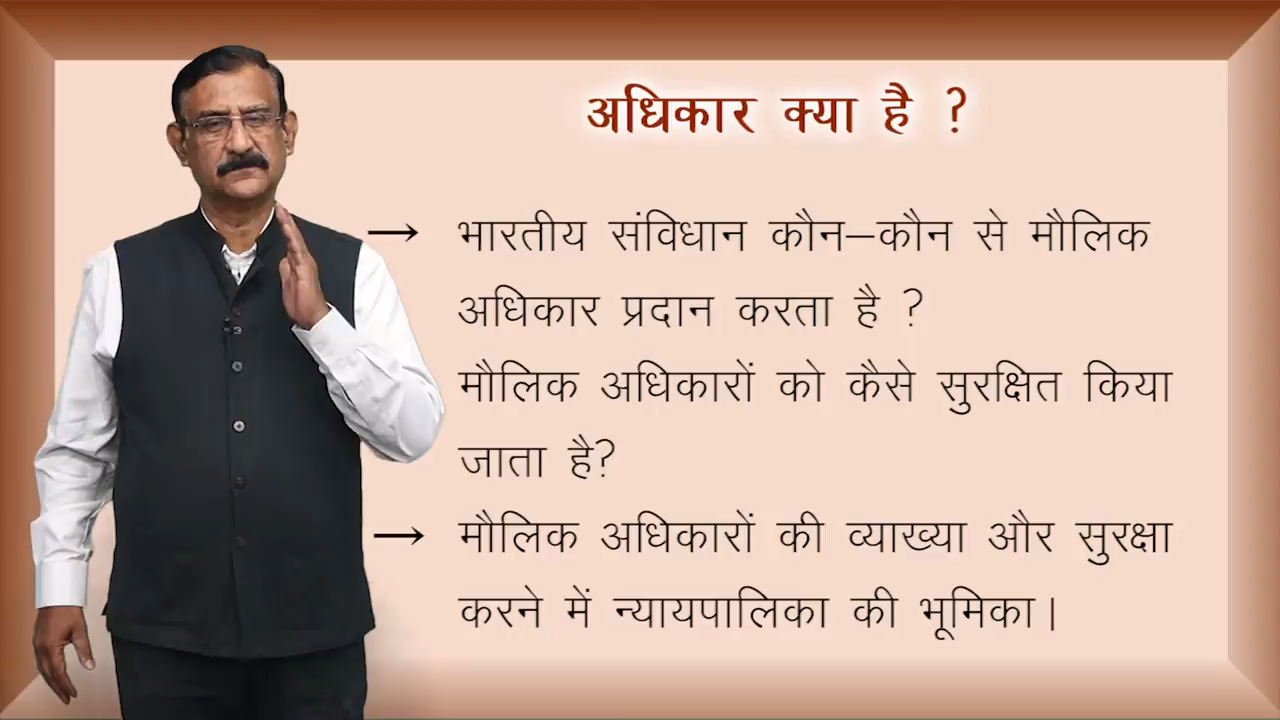 अधिकार क्या है ?
→ भारतीय संविधान कौन–कौन से मौलिक
अधिकार प्रदान करता है ?
मौलिक अधिकारों को कैसे सुरक्षित किया
जाता है?
→ मौलिक अधिकारों की व्याख्या और सुरक्षा
करने में न्यायपालिका की भूमिका।